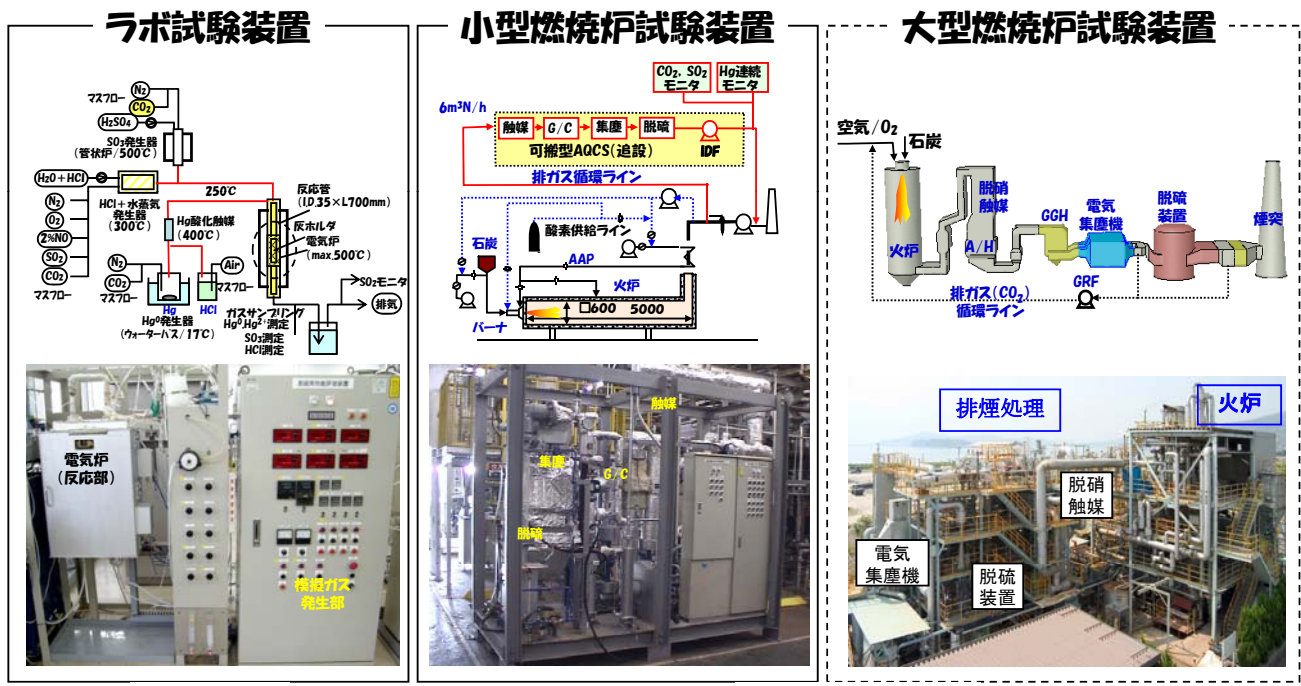 ラボ試験装置
N2
マスフロー
CO2
H2SO4
SO3発生器
(管状炉/500℃)
H2O+HCl
250℃
N2
O2
2%NO
SO2
CO2
マスフロー
HCl+水蒸気
発生器
(300℃)
Hg酸化触媒
(400℃)
反応管
(I,D,35×L700mm)
反ホルダ
電気炉
(max,500℃)
N2
CO2
マスフロー
Hg
Hg0発生器
(ウォーターバス/17℃)
Air
マスフロー
HCl
SO2モニタ
排気
ガスサンプリング
Hg0,Hg2+測定
SO3測定
HCl測定
電気炉
(反応部)
模擬ガス
発生部
小型燃焼炉試験装置
CO2, SO2
モニタ
Hg連続
モニタ
6m3N/h
触媒
G/C
集塵
脱硫
可搬型AQCS(追設)
IDF
排ガス循環ライン
酸素供給ライン
石炭
AAP
火炉
□600
5000
バーナ
触媒
集塵
G/C
脱硫
大型燃焼炉試験装置
空気/O2
石炭
脱硝
触媒
火炉
A/H
GGH
電気
集塵機
脱硫
装置
煙突
GRF
排ガス(CO2)
循環ライン
排煙処理
火炉
脱硝
触媒
電気
集塵機
脱硫
装置